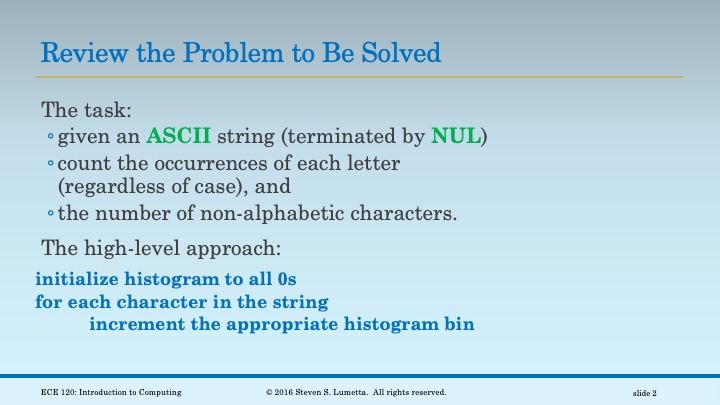 Review the Problem to Be Solved
The task:
◦given an ASCII string (terminated by NUL)
◦count the occurrences of each letter
(regardless of case), and
◦the number of non-alphabetic characters.
The high-level approach:
initialize histogram to all 0s
for each character in the string
increment the appropriate histogram bin
ECE 120: Introduction to Computing © 2016 Steven S. Lumetta. All rights reserved. slide 2